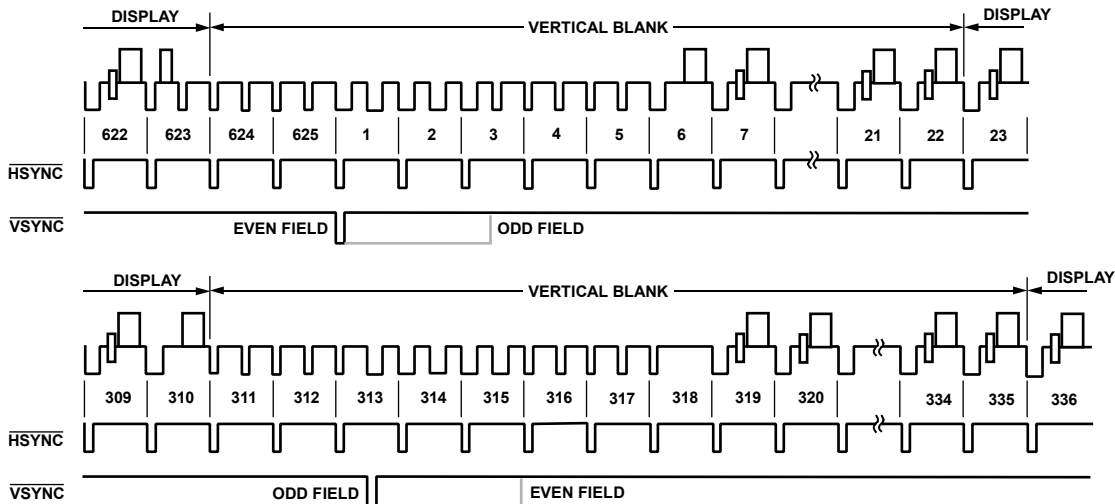 DISPLAY VERTICAL BLANK DISPLAY
622 623 624 625 1 2 3 4 5 6 7 21 22 23
HSYNC
VSYNC EVEN FIELD ODD FIELD
DISPLAY VERTICAL BLANK DISPLAY
309 310 311 312 313 314 315 316 317 318 319 320 334 335 336
HSYNC
VSYNC ODD FIELD EVEN FIELD